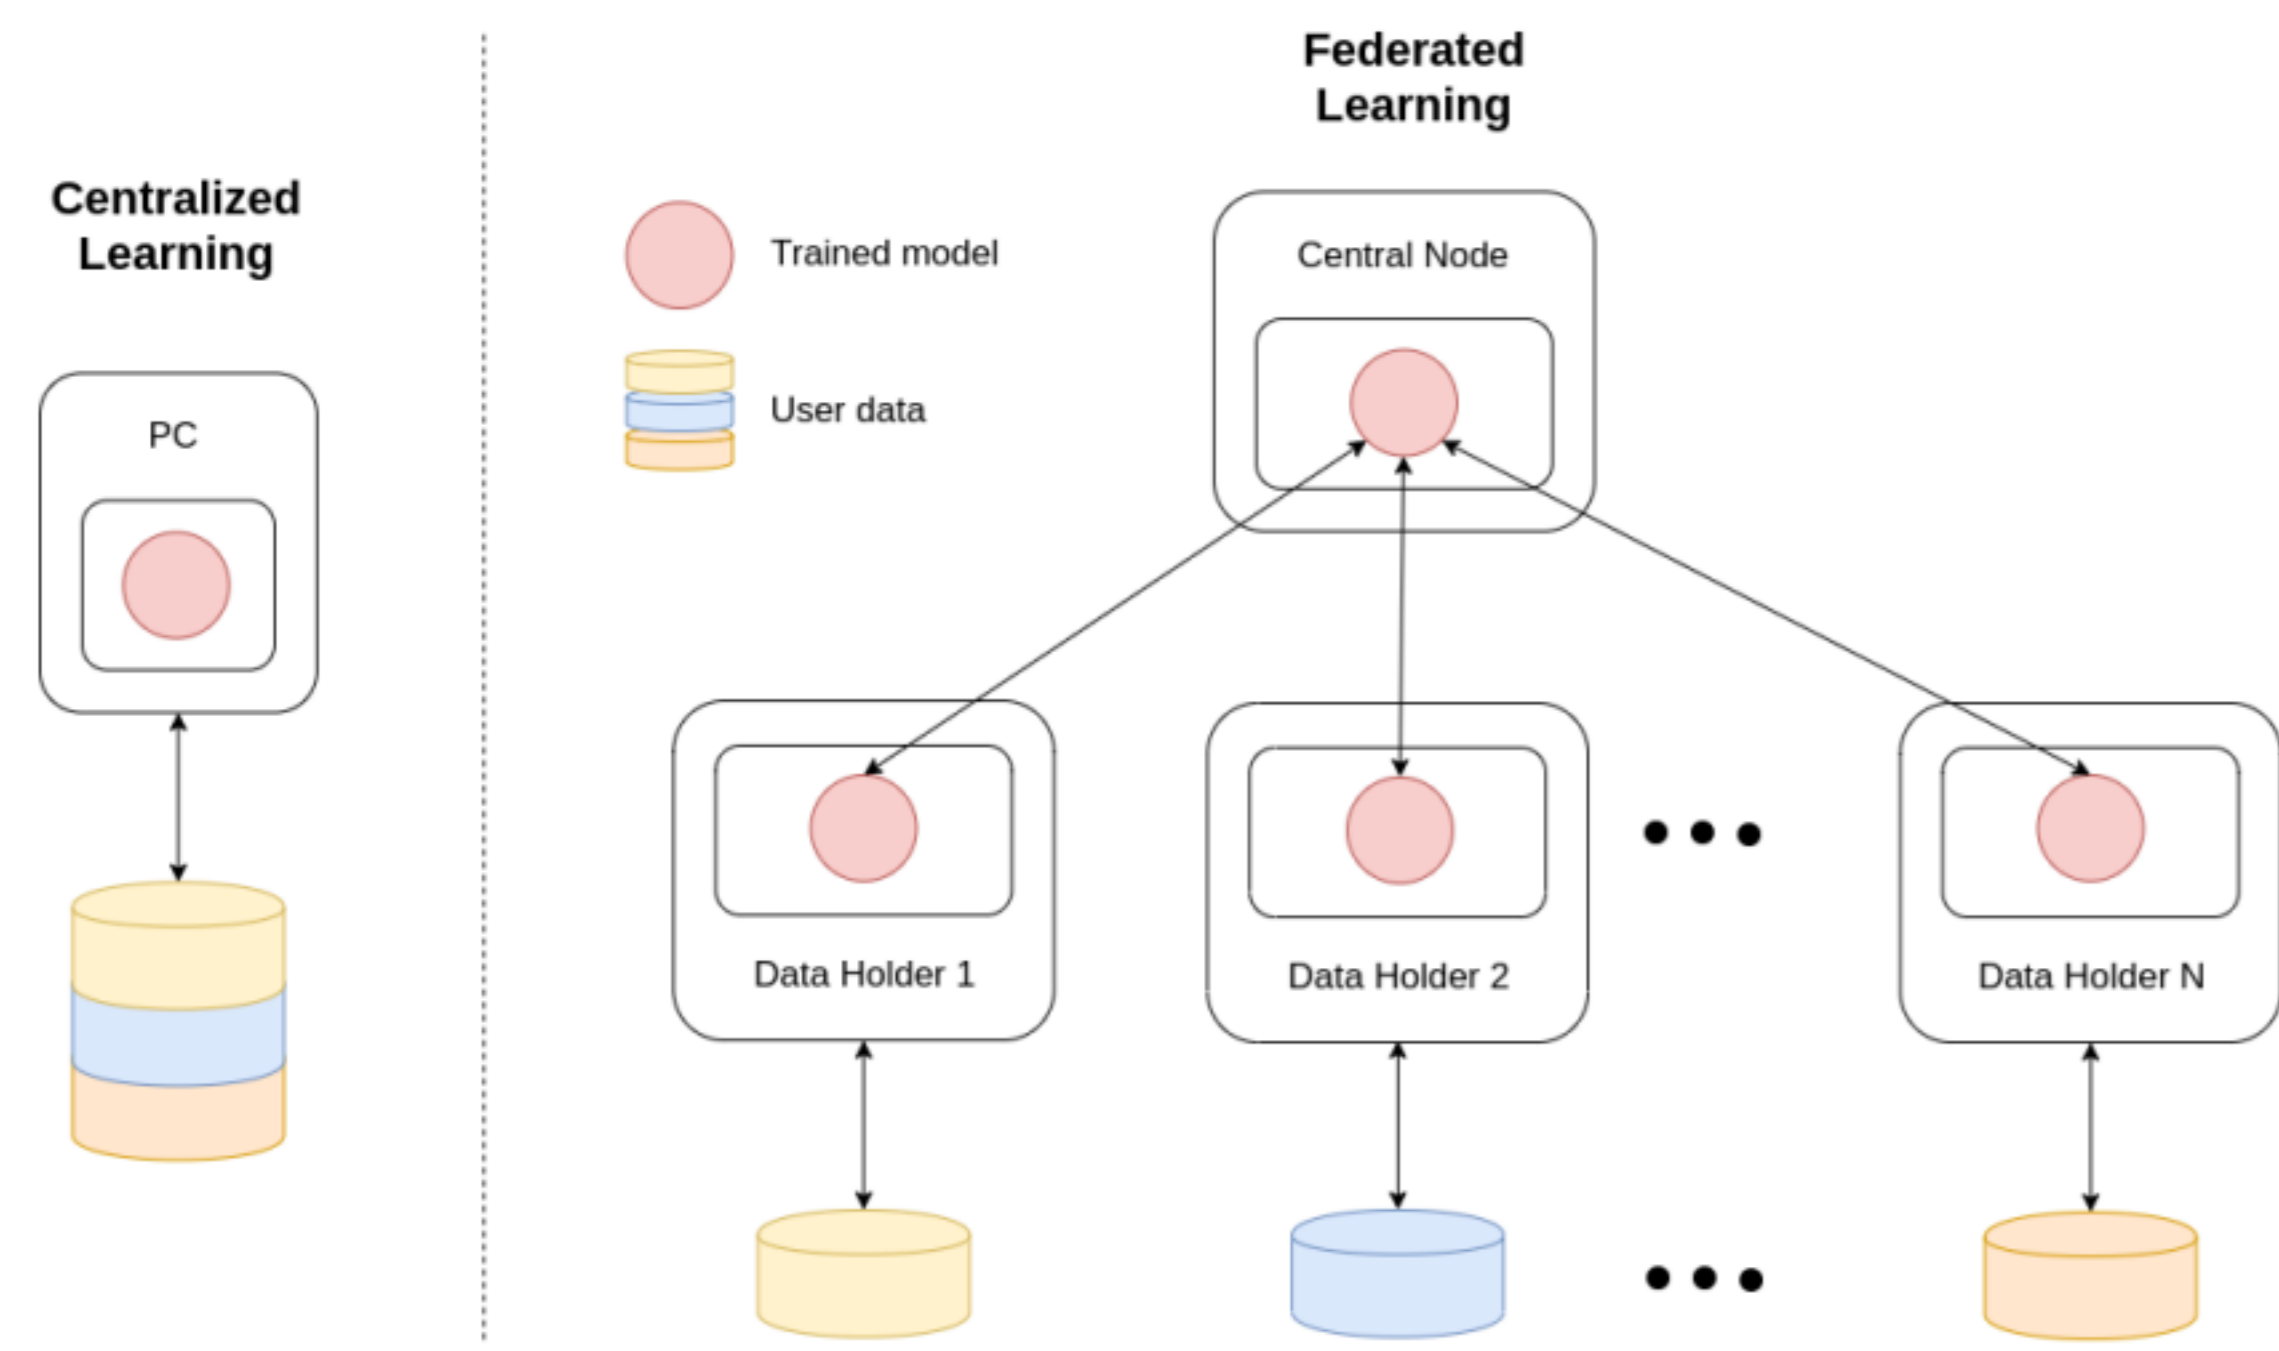 Centralized
Learning
PC
Federated
Learning
Trained model
User data
Central Node
Data Holder 1
Data Holder 2
Data Holder N